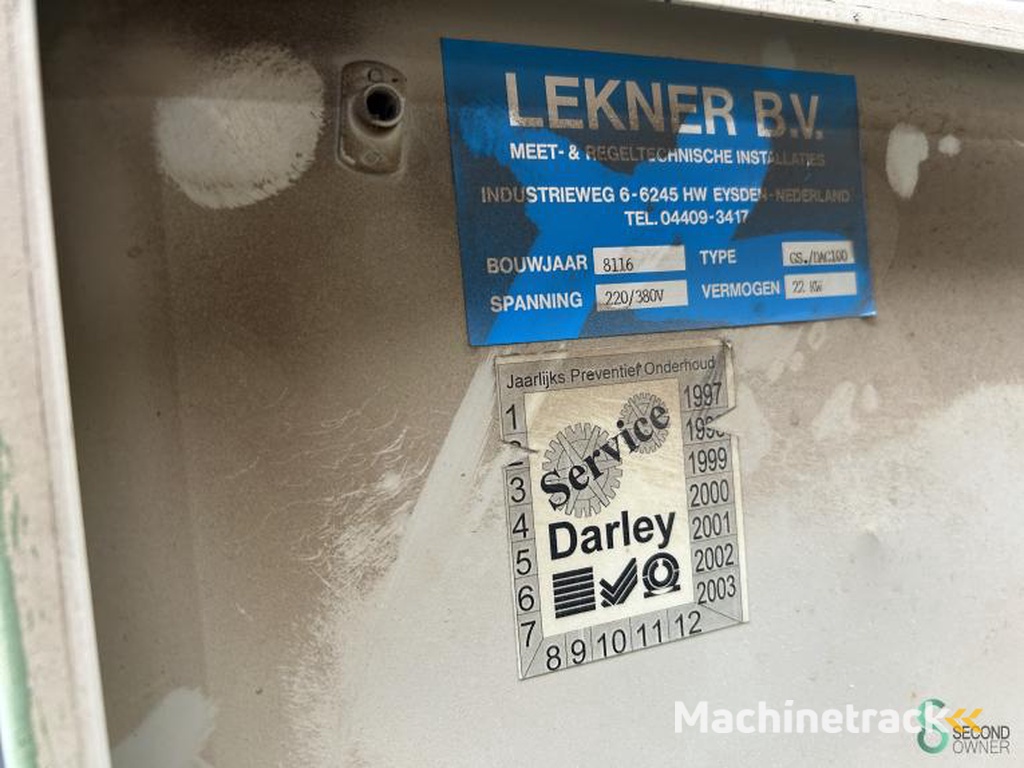 LEKNER B.V.
MEET- & REGELTECHNISCHE INSTALLATIES
INDUSTRIEWEG 6-6245 HW EYSDEN-NEDERLAND
TEL. 04409-3417
BOUWJAAR 8116 TYPE GS./DAC100
SPANNING 220/380V VERMOGEN 22 KW
Jaarlijks Preventief Onderhoud
1 1997
1998
3 1999
4 2000
5 2001
6 2002
7 2003
8 9 10 11 12
Service
Darley
Machinetrack
SECOND
OWNER